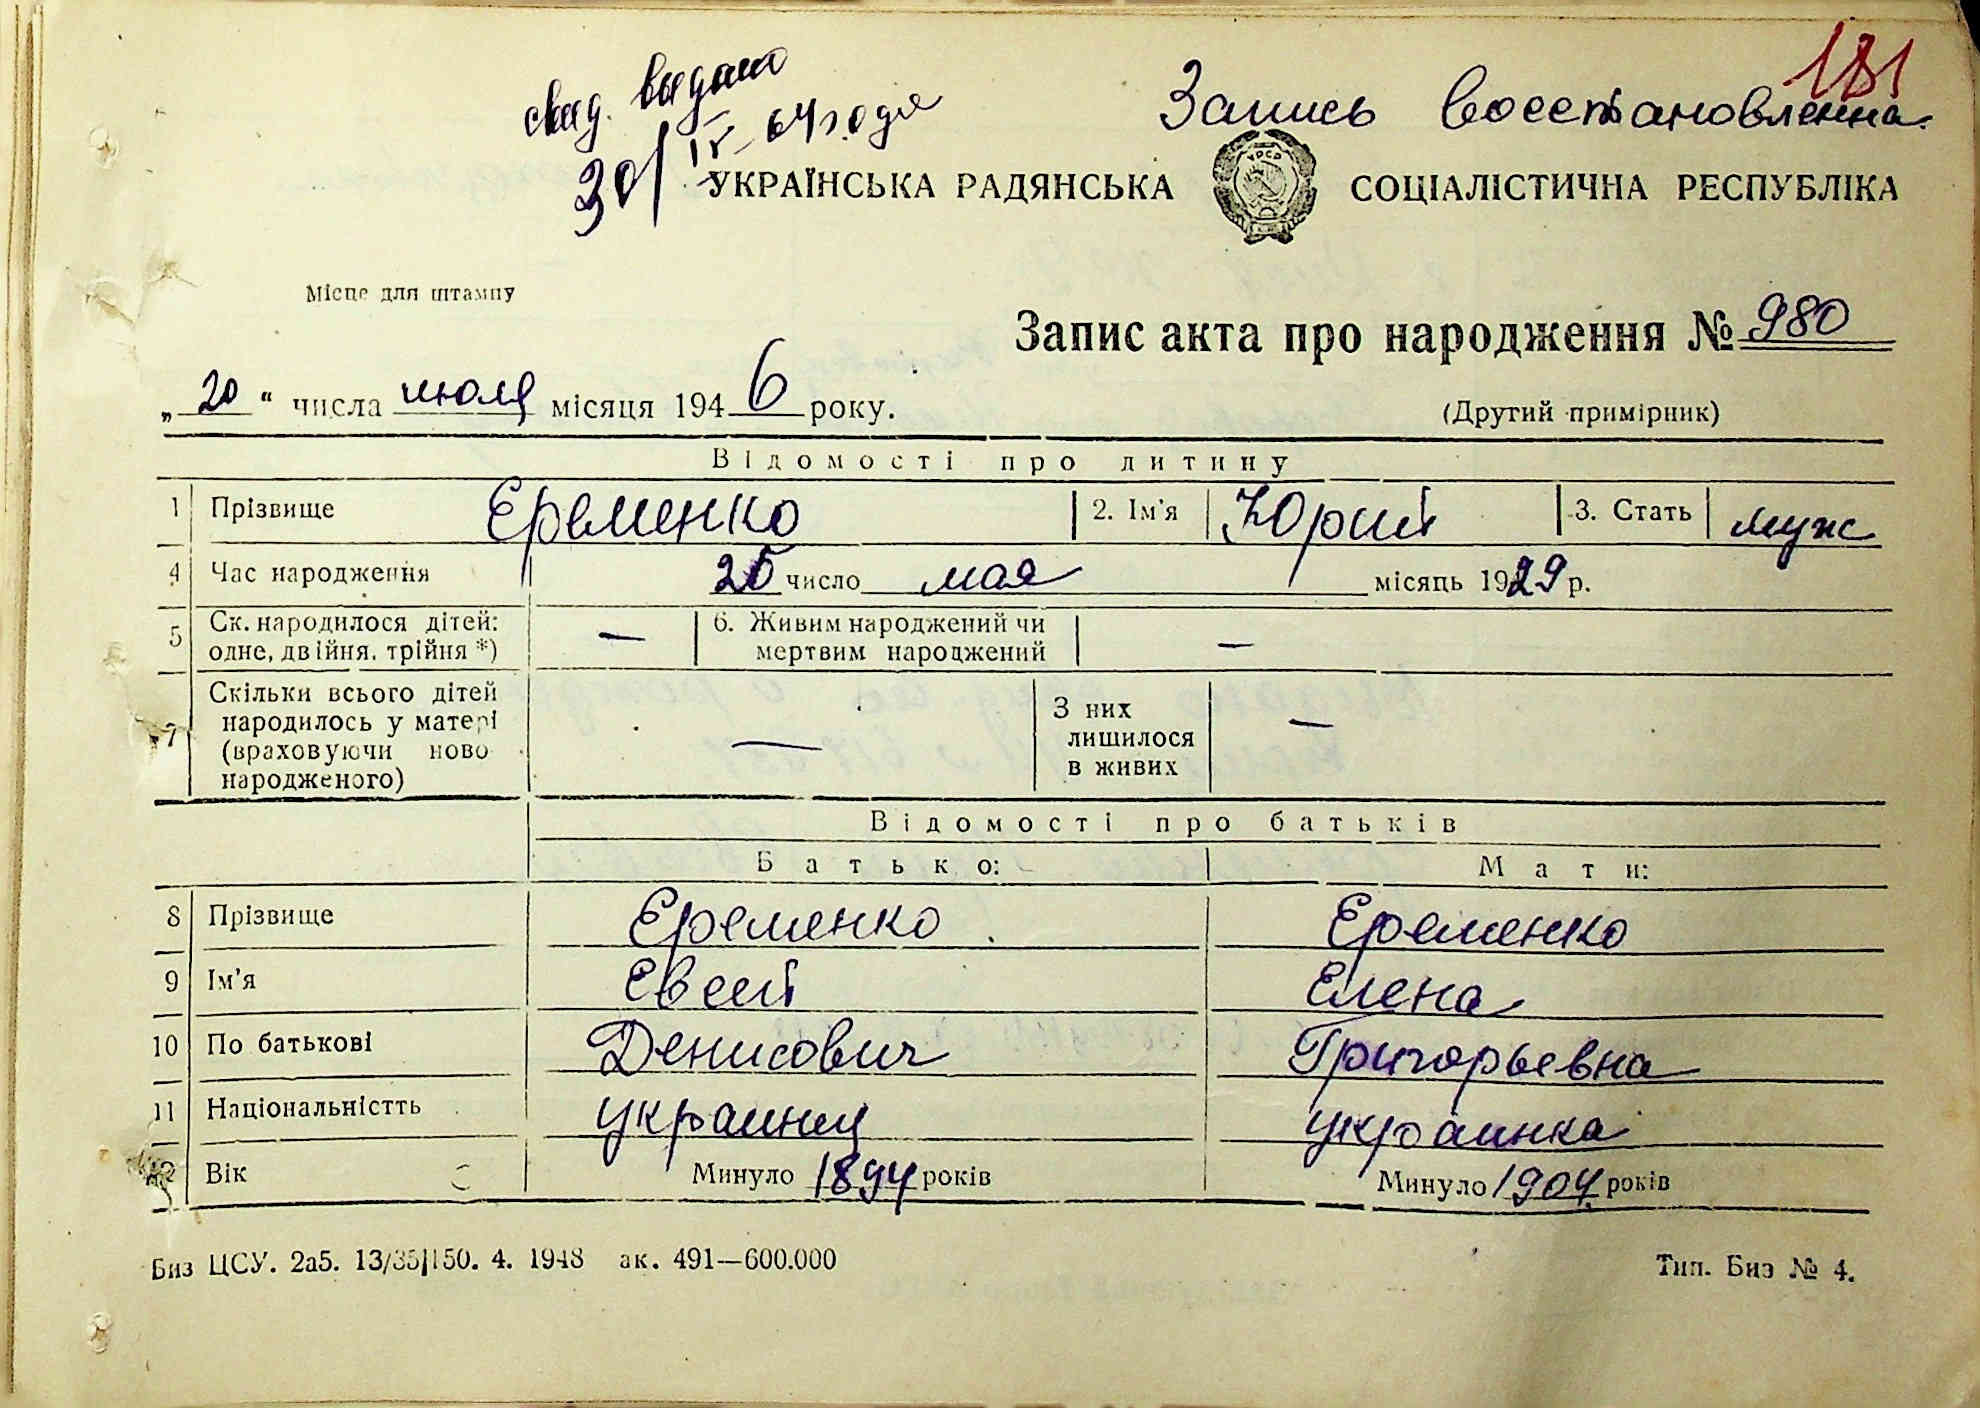 181
свид. выдано
30/IV-64 года
Запись восстановленна.
УКРАЇНСЬКА РАДЯНСЬКА СОЦІАЛІСТИЧНА РЕСПУБЛІКА
УРСР
Місце для штампу
Запис акта про народження № 980
„ 20 “ числа июля місяця 194 6 року.
(Другий примірник)
Відомості про дитину
1 Прізвище Еременко 2. Ім'я Юрий 3. Стать муж
4 Час народження 25 число мая місяць 1929 р.
5 Ск. народилося дітей: одне, двійня, трійня *) — 6. Живим народжений чи мертвим народжений —
7 Скільки всього дітей народилось у матері (враховуючи ново народженого) — З них лишилося в живих —
Відомості про батьків
Батько: Мати:
8 Прізвище Еременко Еременко
9 Ім'я Евсей Елена
10 По батькові Денисович Григорьевна
11 Національністть украинец украинка
12 Вік Минуло 1894 років Минуло 1904 років
Биз ЦСУ. 2а5. 13/35/150. 4. 1948 ак. 491—600.000
Тип. Биз № 4.